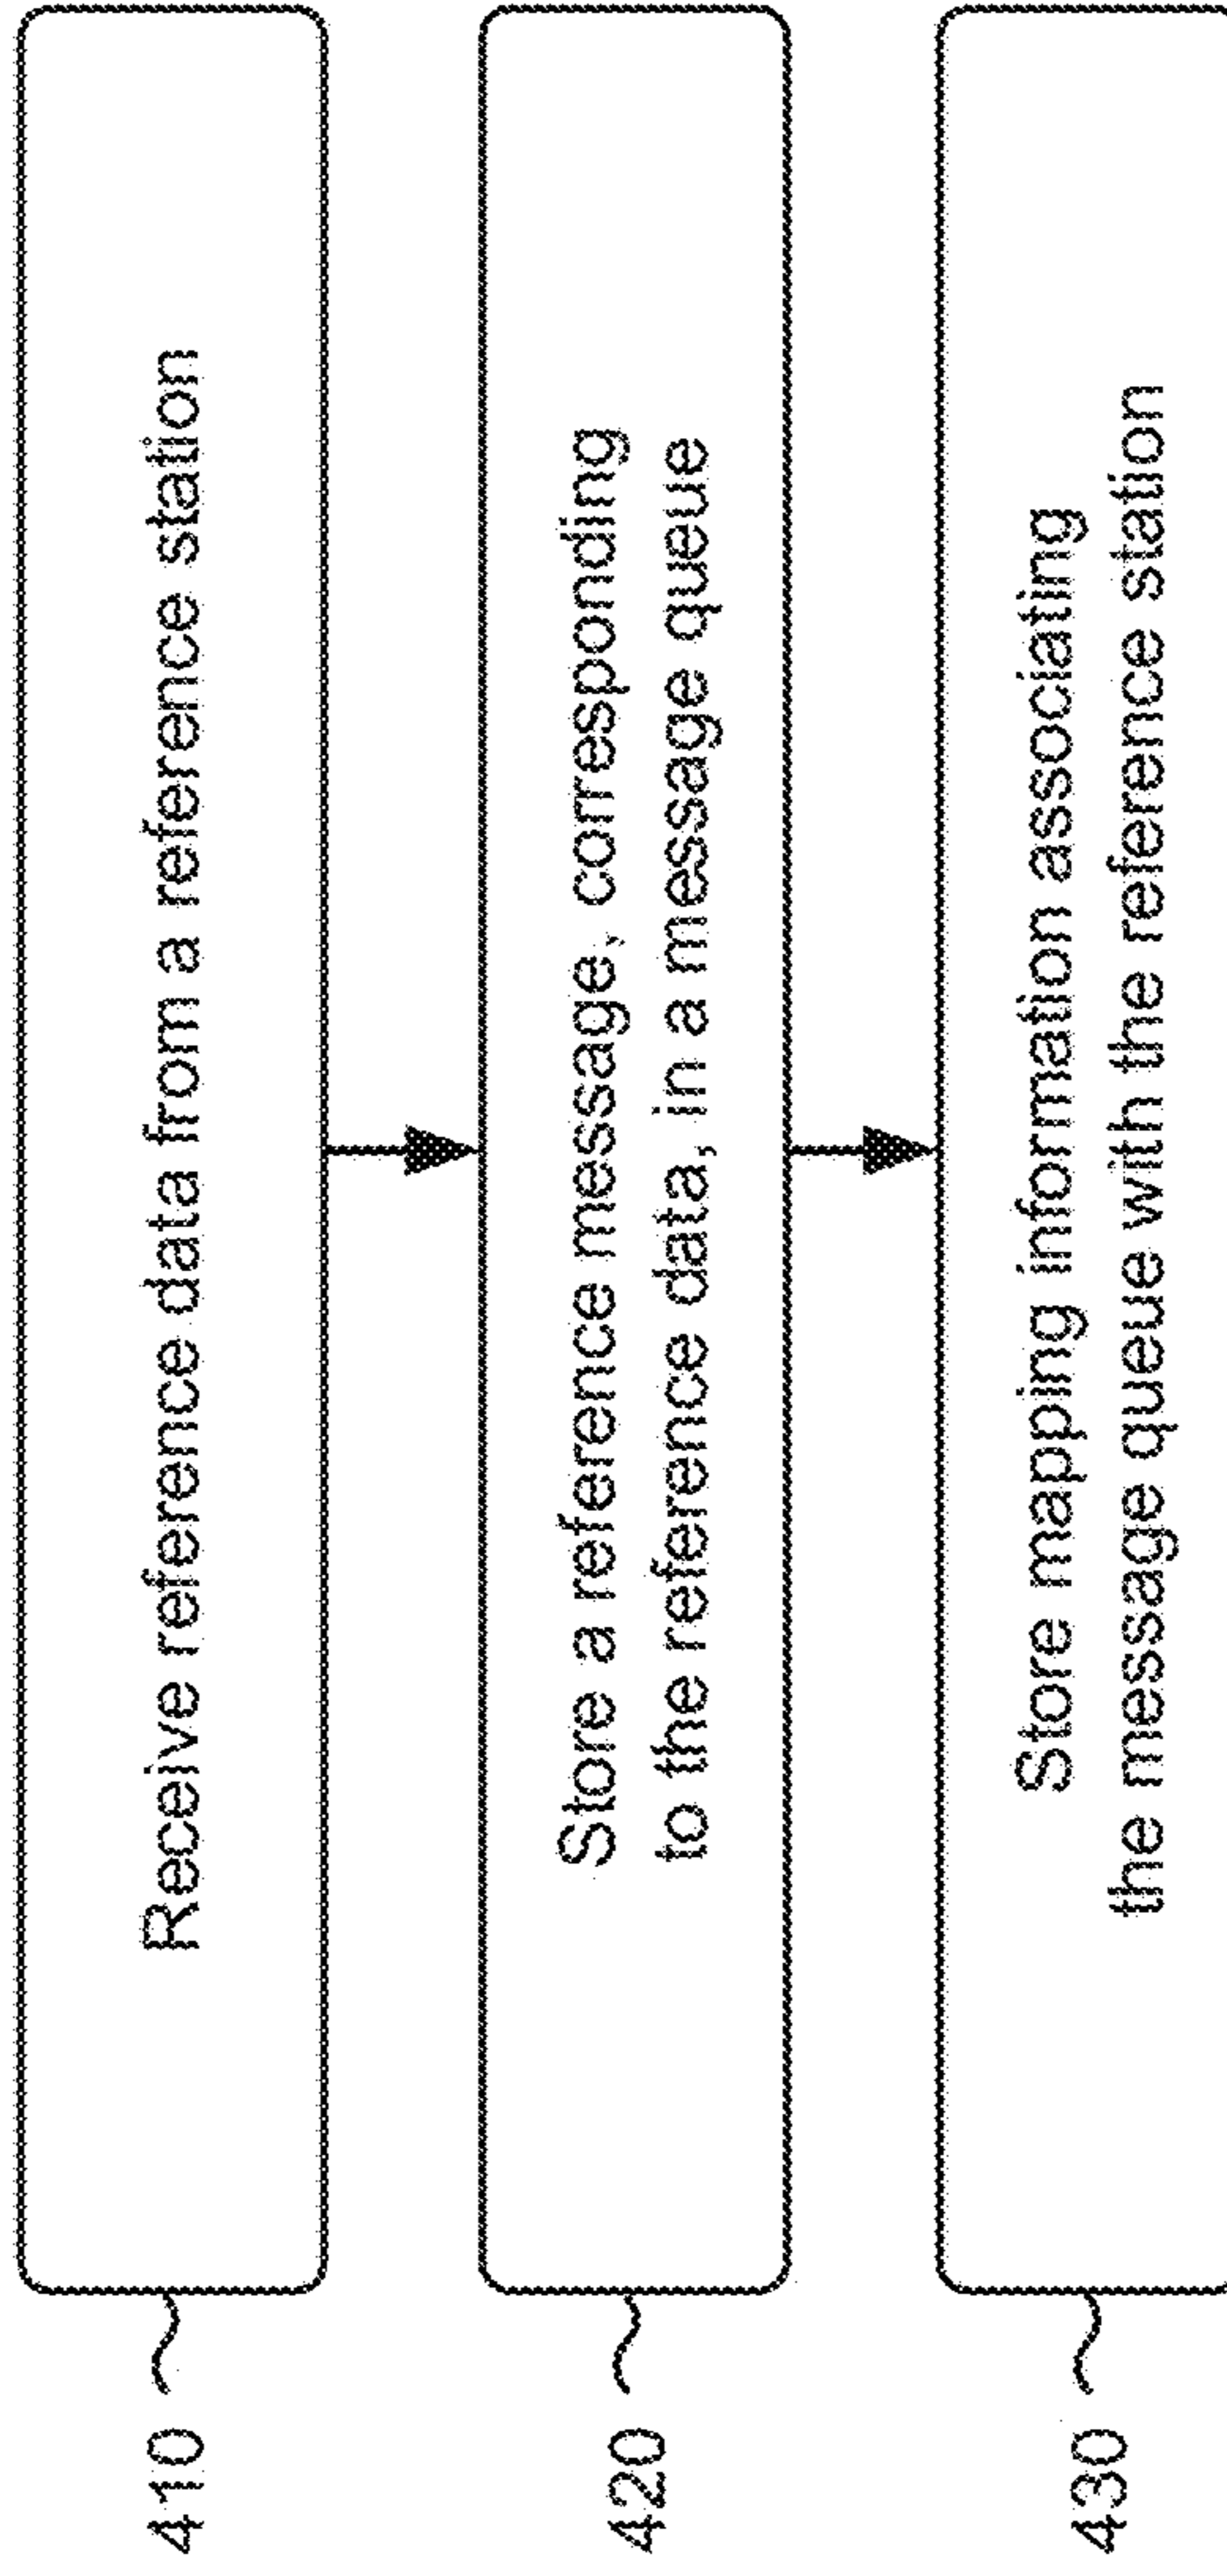 410
Receive reference data from a reference station
420
Store a reference message, corresponding
to the reference data, in a message queue
430
Store mapping information associating
the message queue with the reference station